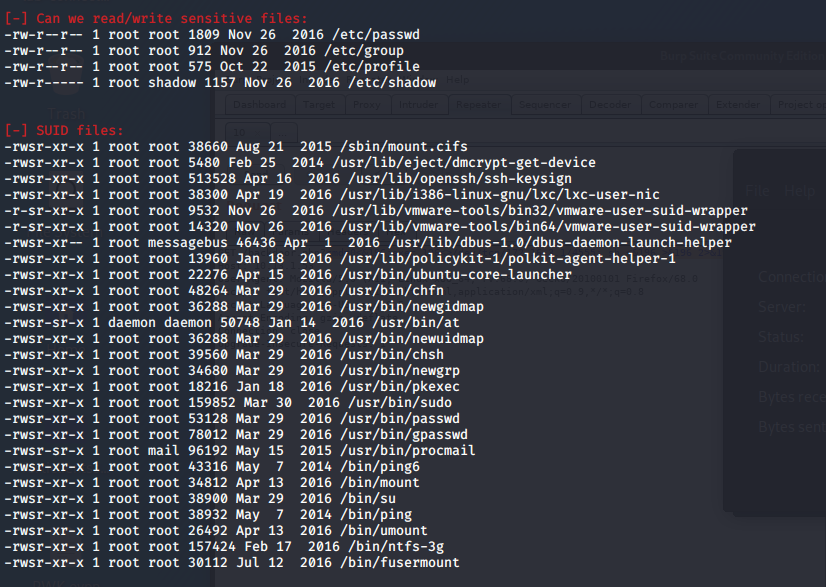 [-] Can we read/write sensitive files:
-rw-r--r-- 1 root root 1809 Nov 26  2016 /etc/passwd
-rw-r--r-- 1 root root 912 Nov 26  2016 /etc/group
-rw-r--r-- 1 root root 575 Oct 22  2015 /etc/profile
-rw-r----- 1 root shadow 1157 Nov 26  2016 /etc/shadow
[-] SUID files:
-rwsr-xr-x 1 root root 38660 Aug 21  2015 /sbin/mount.cifs
-rwsr-xr-x 1 root root 5480 Feb 25  2014 /usr/lib/eject/dmcrypt-get-device
-rwsr-xr-x 1 root root 513528 Apr 16  2016 /usr/lib/openssh/ssh-keysign
-rwsr-xr-x 1 root root 38300 Apr 19  2016 /usr/lib/i386-linux-gnu/lxc/lxc-user-nic
-r-sr-xr-x 1 root root 9532 Nov 26  2016 /usr/lib/vmware-tools/bin32/vmware-user-suid-wrapper
-r-sr-xr-x 1 root root 14320 Nov 26  2016 /usr/lib/vmware-tools/bin64/vmware-user-suid-wrapper
-rwsr-xr-- 1 root messagebus 46436 Apr  1  2016 /usr/lib/dbus-1.0/dbus-daemon-launch-helper
-rwsr-xr-x 1 root root 13960 Jan 18  2016 /usr/lib/policykit-1/polkit-agent-helper-1
-rwsr-xr-x 1 root root 22276 Apr 15  2016 /usr/bin/ubuntu-core-launcher
-rwsr-xr-x 1 root root 48264 Mar 29  2016 /usr/bin/chfn
-rwsr-xr-x 1 root root 36288 Mar 29  2016 /usr/bin/newgidmap
-rwsr-sr-x 1 daemon daemon 50748 Jan 14  2016 /usr/bin/at
-rwsr-xr-x 1 root root 36288 Mar 29  2016 /usr/bin/newuidmap
-rwsr-xr-x 1 root root 39560 Mar 29  2016 /usr/bin/chsh
-rwsr-xr-x 1 root root 34680 Mar 29  2016 /usr/bin/newgrp
-rwsr-xr-x 1 root root 18216 Jan 18  2016 /usr/bin/pkexec
-rwsr-xr-x 1 root root 159852 Mar 30  2016 /usr/bin/sudo
-rwsr-xr-x 1 root root 53128 Mar 29  2016 /usr/bin/passwd
-rwsr-xr-x 1 root root 78012 Mar 29  2016 /usr/bin/gpasswd
-rwsr-sr-x 1 root mail 96192 May 15  2015 /usr/bin/procmail
-rwsr-xr-x 1 root root 43316 May  7  2014 /bin/ping6
-rwsr-xr-x 1 root root 34812 Apr 13  2016 /bin/mount
-rwsr-xr-x 1 root root 38900 Mar 29  2016 /bin/su
-rwsr-xr-x 1 root root 38932 May  7  2014 /bin/ping
-rwsr-xr-x 1 root root 26492 Apr 13  2016 /bin/umount
-rwsr-xr-x 1 root root 157424 Feb 17  2016 /bin/ntfs-3g
-rwsr-xr-x 1 root root 30112 Jul 12  2016 /bin/fusermount
Burp Suite Community Edition
Help
Dashboard Target Proxy Intruder Repeater Sequencer Decoder Comparer Extender Project
File Help
Server:
Status:
Duration: